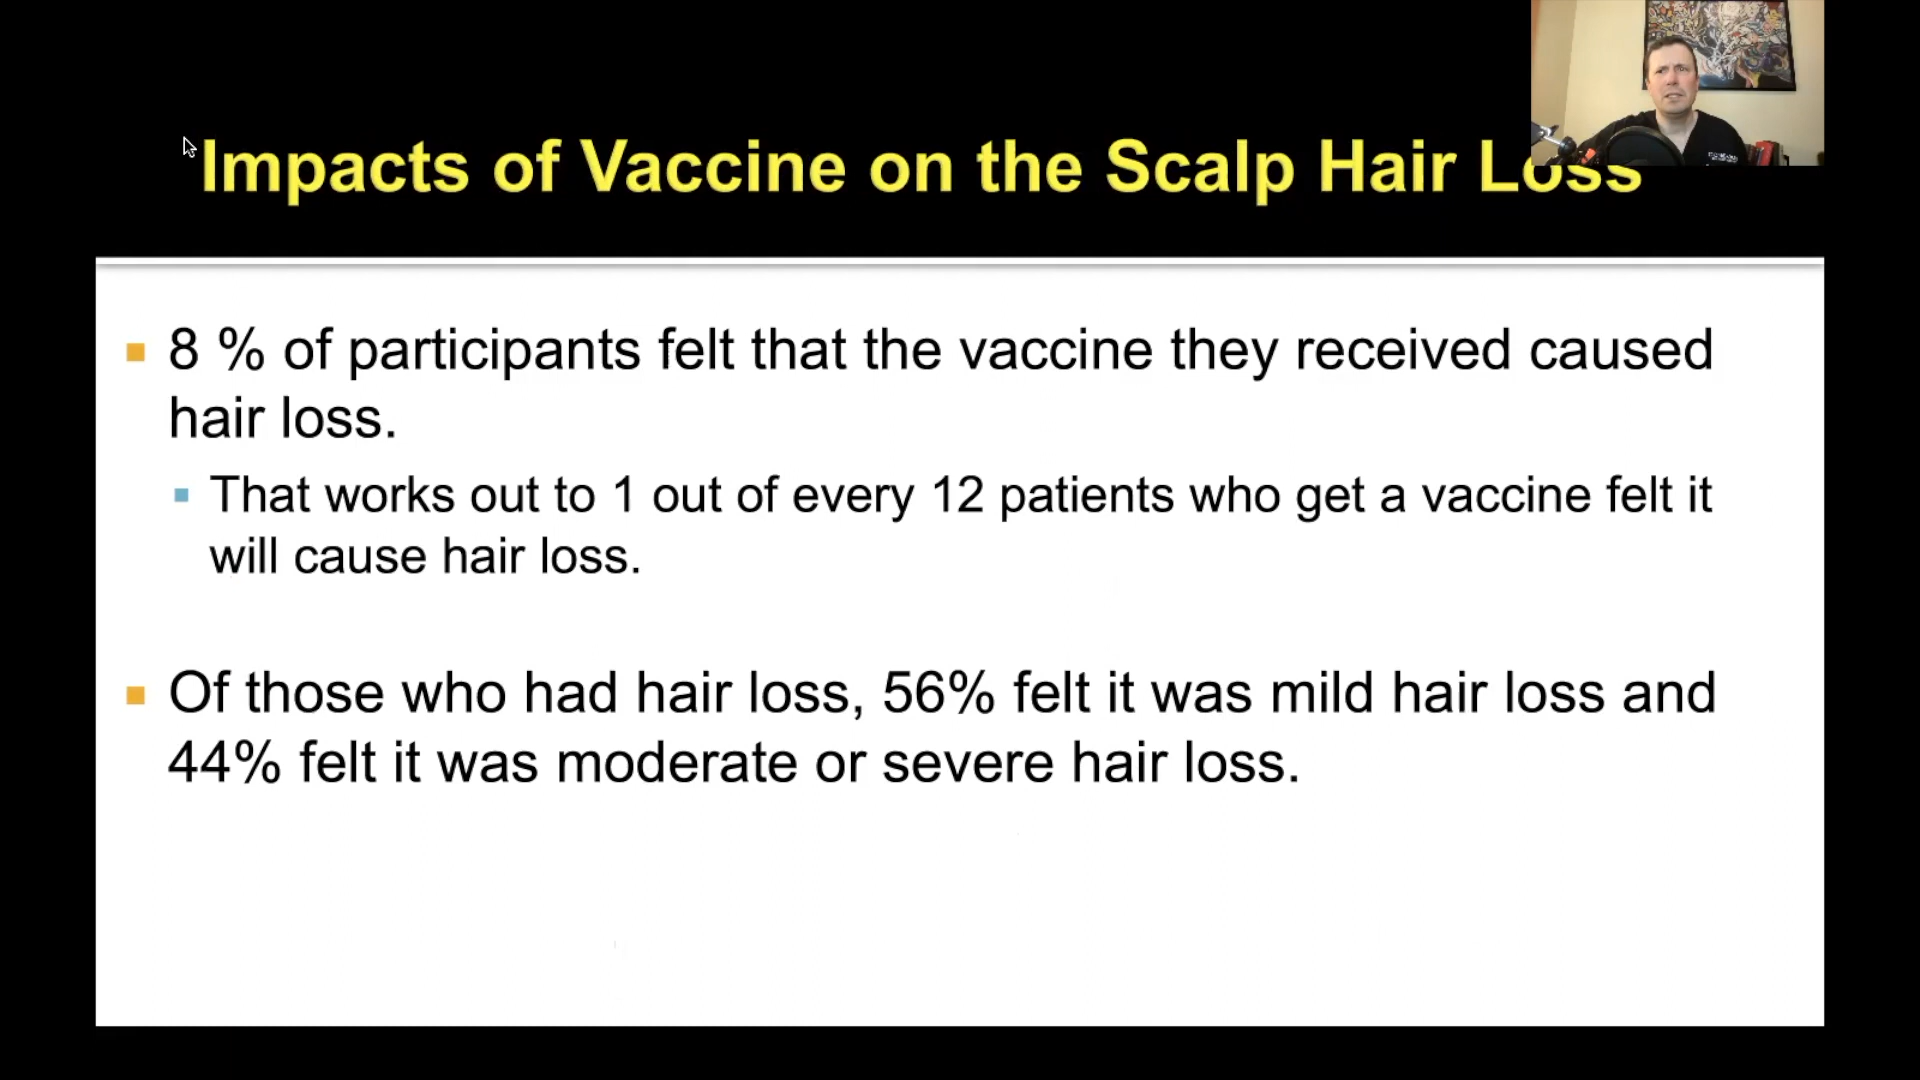 Impacts of Vaccine on the Scalp Hair Loss
8 % of participants felt that the vaccine they received caused
hair loss.
That works out to 1 out of every 12 patients who get a vaccine felt it
will cause hair loss.
Of those who had hair loss, 56% felt it was mild hair loss and
44% felt it was moderate or severe hair loss.